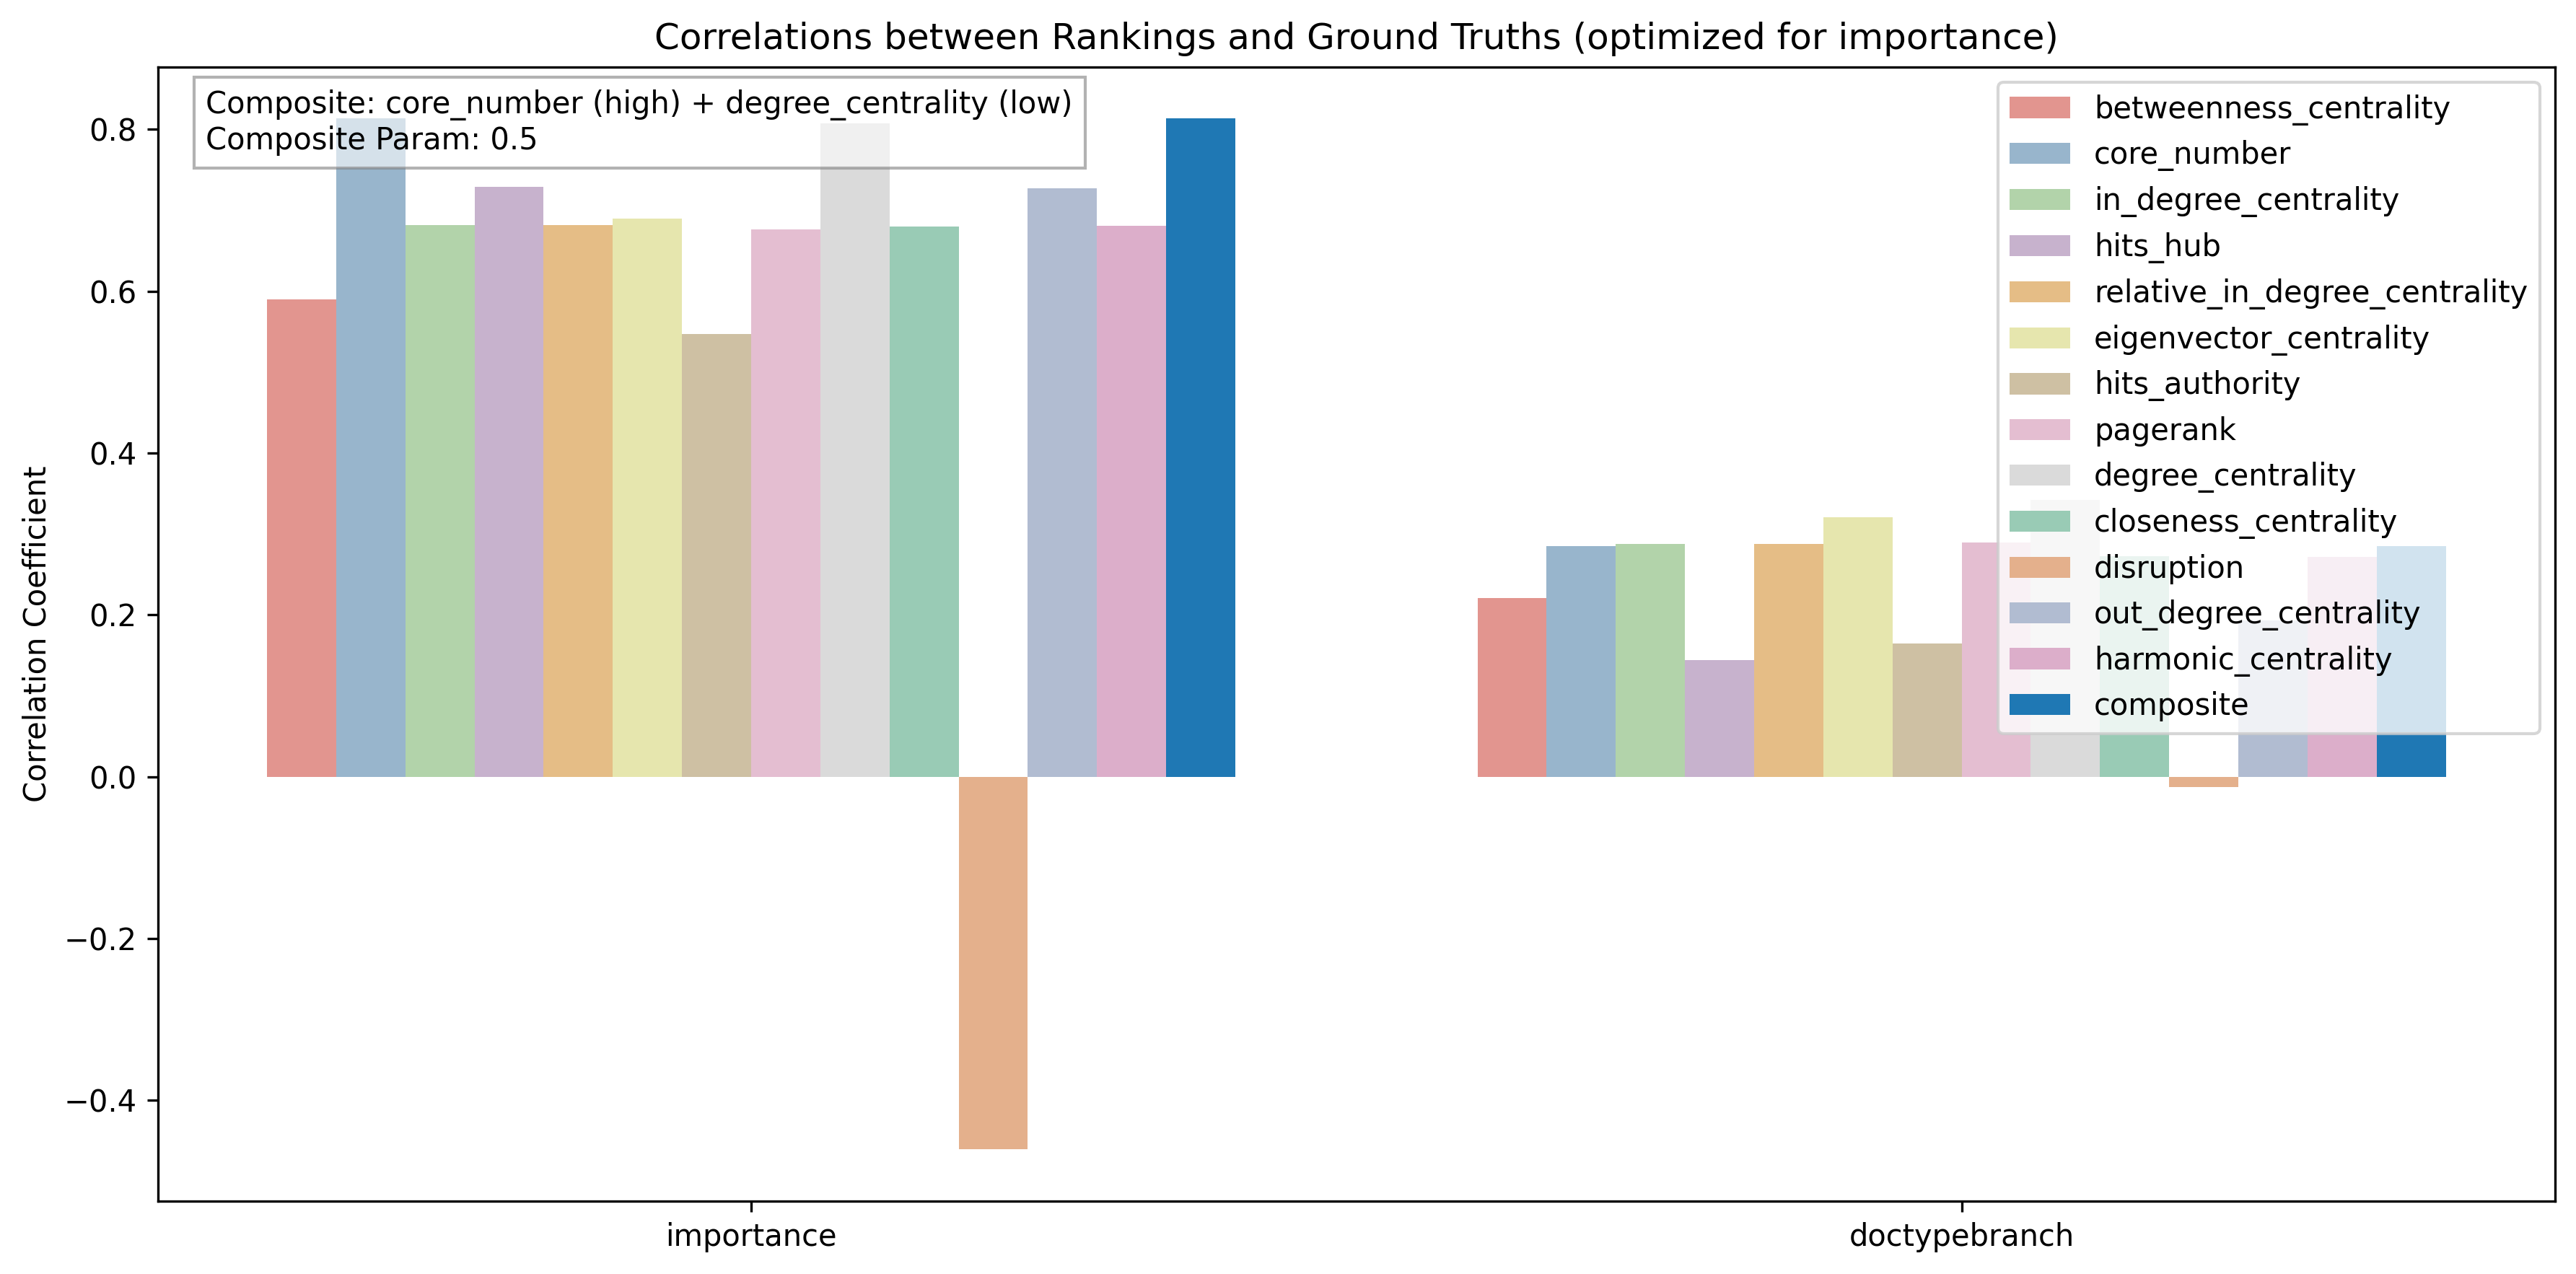 Correlations between Rankings and Ground Truths (optimized for importance)
Composite: core_number (high) + degree_centrality (low)
Composite Param: 0.5
betweenness_centrality
core_number
in_degree_centrality
hits_hub
relative_in_degree_centrality
eigenvector_centrality
hits_authority
pagerank
degree_centrality
closeness_centrality
disruption
out_degree_centrality
harmonic_centrality
composite
Correlation Coefficient
0.8
0.6
0.4
0.2
0.0
−0.2
−0.4
importance
doctypebranch